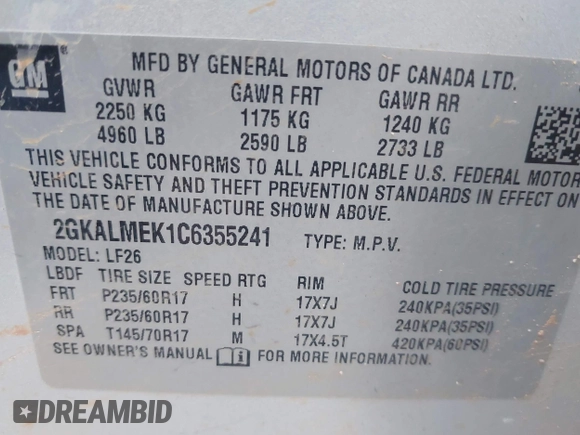 GM ®
MFD BY GENERAL MOTORS OF CANADA LTD.
GVWR GAWR FRT GAWR RR
2250 KG 1175 KG 1240 KG
4960 LB 2590 LB 2733 LB
THIS VEHICLE CONFORMS TO ALL APPLICABLE U.S. FEDERAL MOTOR
VEHICLE SAFETY AND THEFT PREVENTION STANDARDS IN EFFECT ON
THE DATE OF MANUFACTURE SHOWN ABOVE.
2GKALMEK1C6355241 TYPE: M.P.V.
MODEL: LF26
LBDF TIRE SIZE SPEED RTG RIM COLD TIRE PRESSURE
FRT P235/60R17 H 17X7J 240KPA(35PSI)
RR P235/60R17 H 17X7J 240KPA(35PSI)
SPA T145/70R17 M 17X4.5T 420KPA(60PSI)
SEE OWNER'S MANUAL FOR MORE INFORMATION.
DREAMBID